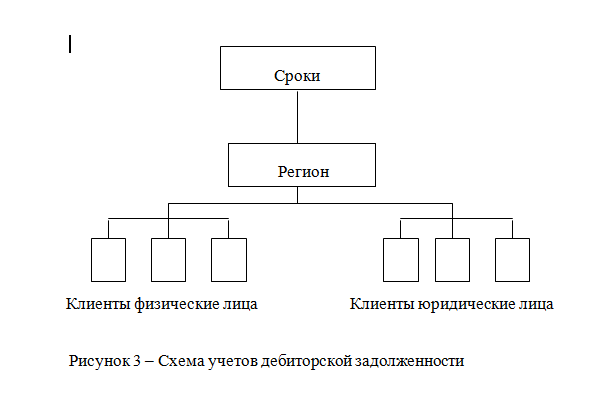 Сроки
Регион
Клиенты физические лица
Клиенты юридические лица
Рисунок 3 – Схема учетов дебиторской задолженности